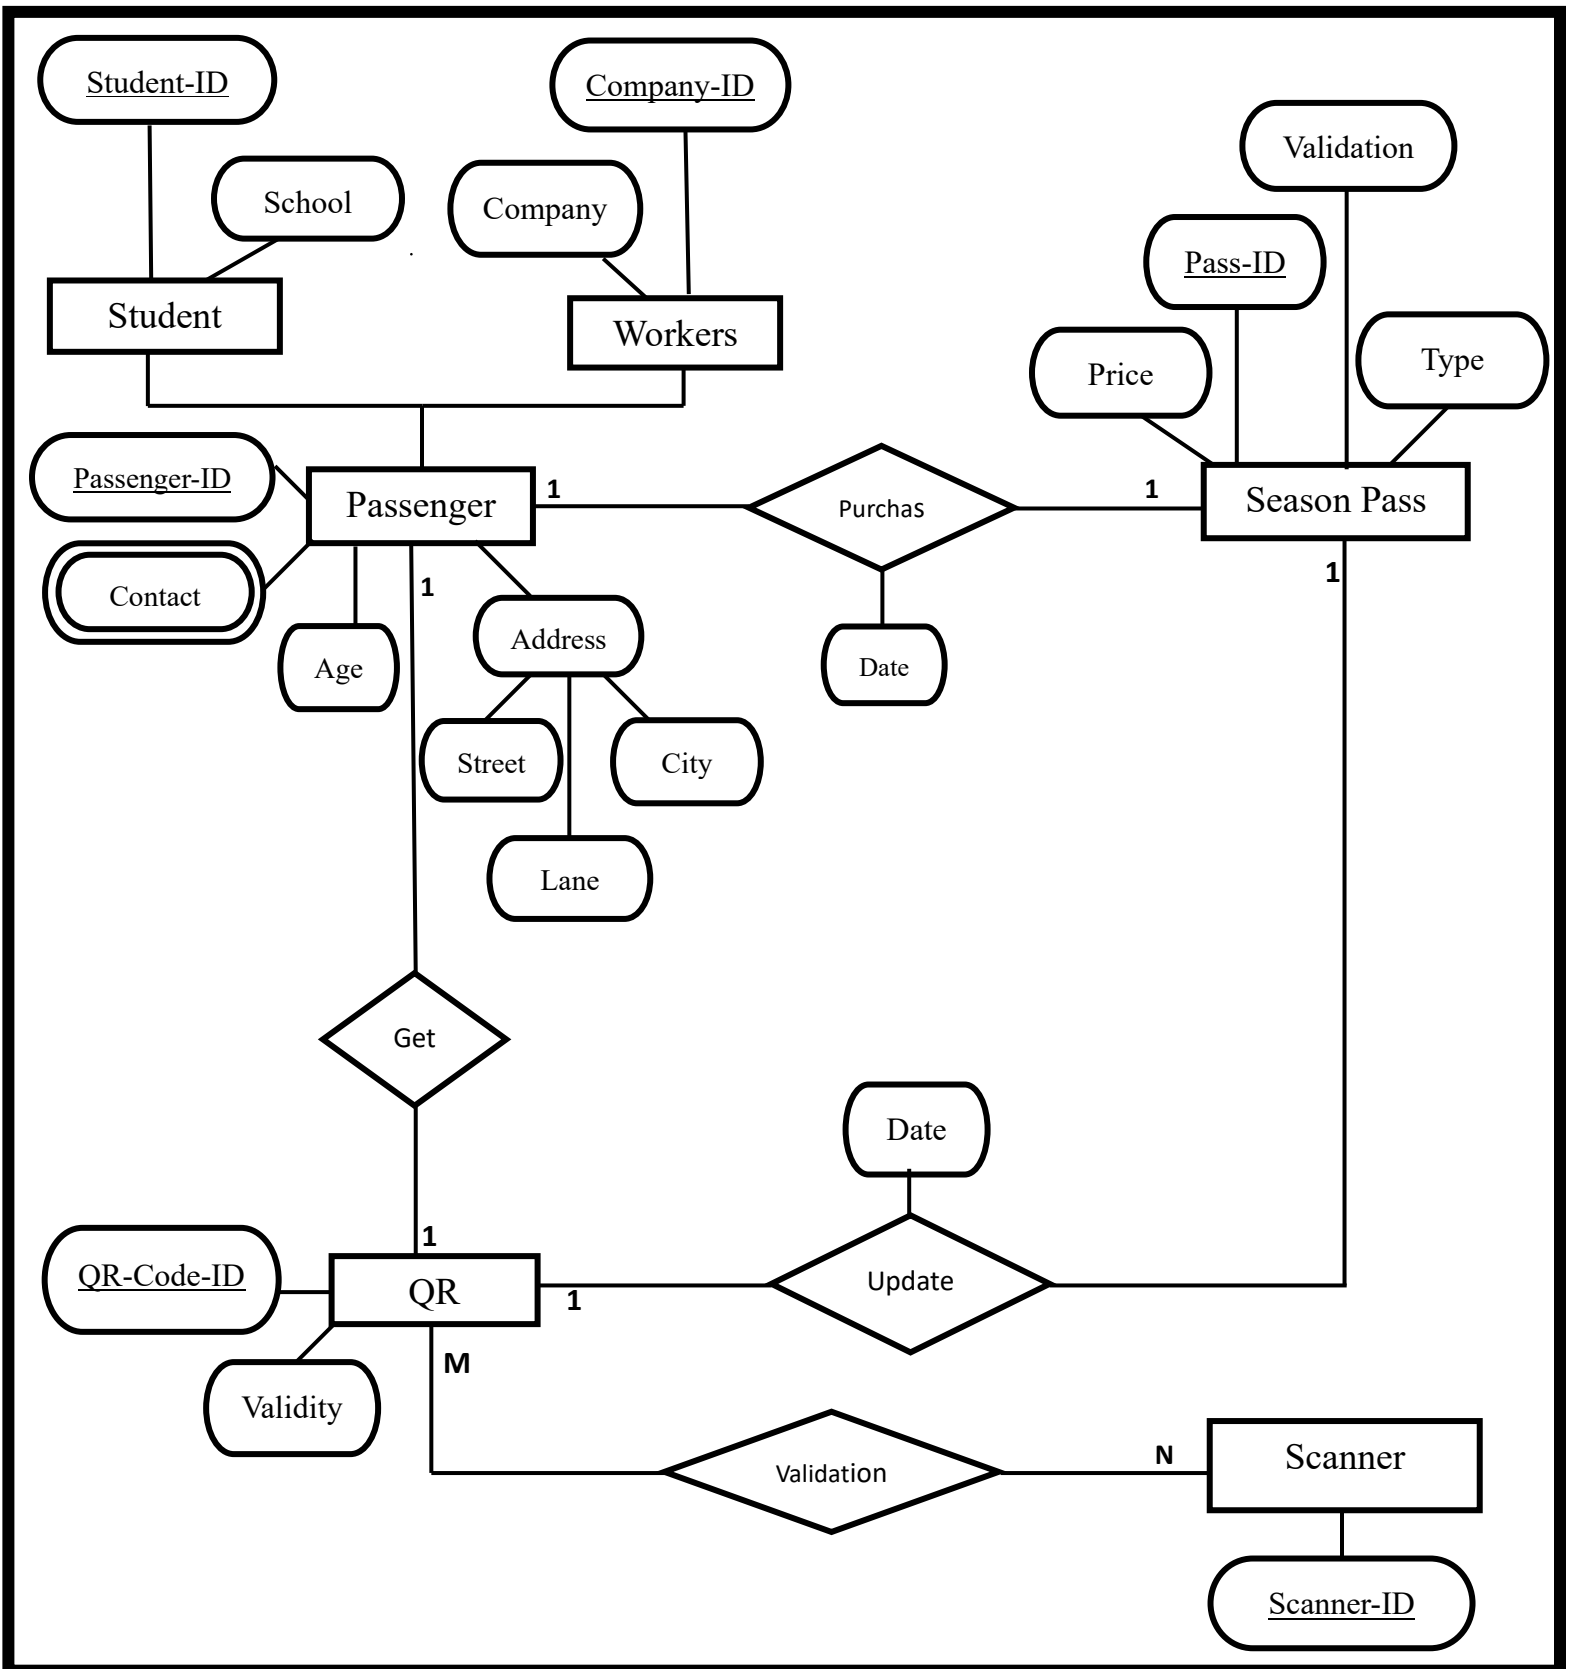 Student-ID
Company-ID
School
Company
Validation
Pass-ID
Student
Workers
Price
Type
Passenger-ID
Passenger
1
Purchas
1
Season Pass
Contact
1
1
Age
Address
Date
Street
City
Lane
Get
Date
1
QR-Code-ID
QR
1
Update
M
Validity
Validation
N
Scanner
Scanner-ID